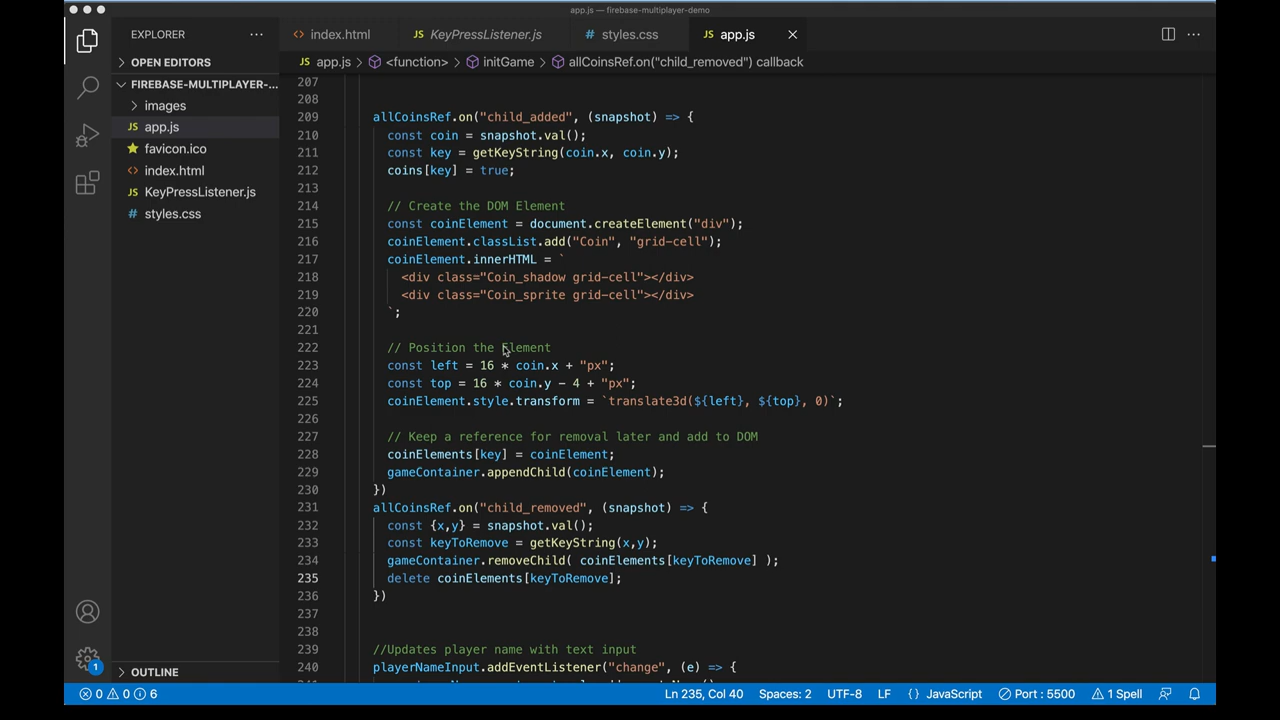 app.js — firebase-multiplayer-demo
EXPLORER
index.html
KeyPressListener.js
styles.css
app.js
OPEN EDITORS
app.js > <function> > initGame > allCoinsRef.on("child_removed") callback
FIREBASE-MULTIPLAYER-...
images
app.js
favicon.ico
index.html
KeyPressListener.js
styles.css
207
208
209 allCoinsRef.on("child_added", (snapshot) => {
210 const coin = snapshot.val();
211 const key = getKeyString(coin.x, coin.y);
212 coins[key] = true;
213
214 // Create the DOM Element
215 const coinElement = document.createElement("div");
216 coinElement.classList.add("Coin", "grid-cell");
217 coinElement.innerHTML = `
218 <div class="Coin_shadow grid-cell"></div>
219 <div class="Coin_sprite grid-cell"></div>
220 `;
221
222 // Position the Element
223 const left = 16 * coin.x + "px";
224 const top = 16 * coin.y - 4 + "px";
225 coinElement.style.transform = `translate3d(${left}, ${top}, 0)`;
226
227 // Keep a reference for removal later and add to DOM
228 coinElements[key] = coinElement;
229 gameContainer.appendChild(coinElement);
230 })
231 allCoinsRef.on("child_removed", (snapshot) => {
232 const {x,y} = snapshot.val();
233 const keyToRemove = getKeyString(x,y);
234 gameContainer.removeChild( coinElements[keyToRemove] );
235 delete coinElements[keyToRemove];
236 })
237
238
239 //Updates player name with text input
240 playerNameInput.addEventListener("change", (e) => {
OUTLINE
1
0 0 6
Ln 235, Col 40
Spaces: 2
UTF-8
LF
{} JavaScript
Port : 5500
1 Spell